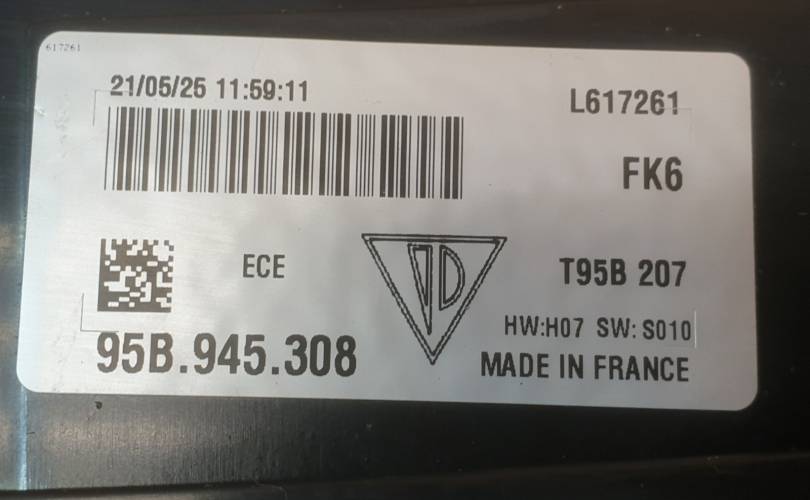 617261
21/05/25 11:59:11
L617261
FK6
ECE
T95B 207
HW:H07 SW: S010
95B.945.308
MADE IN FRANCE